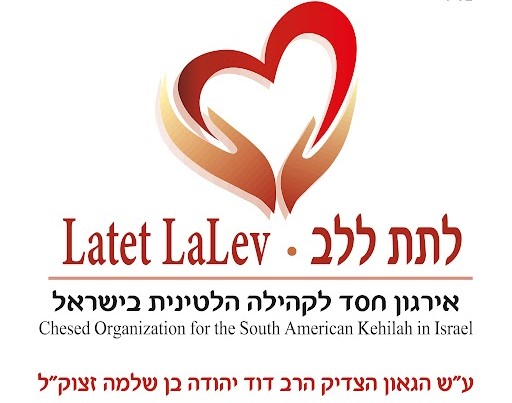 Latet LaLev • לתת ללב
אירגון חסד לקהילה הלטינית בישראל
Chesed Organization for the South American Kehilah in Israel
ע"ש הגאון הצדיק הרב דוד יהודה בן שלמה זצוק"ל